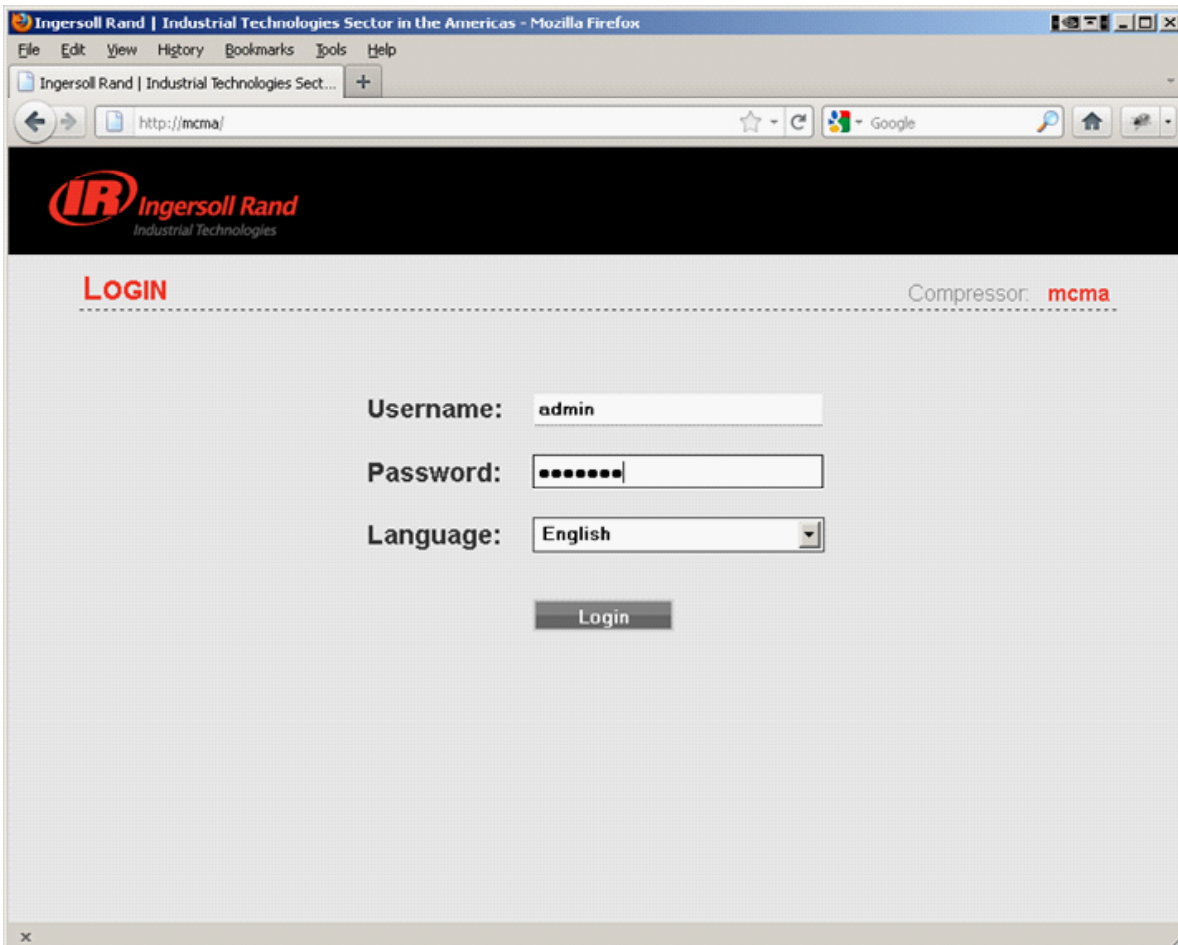 Ingersoll Rand | Industrial Technologies Sector in the Americas - Mozilla Firefox
File Edit View History Bookmarks Tools Help
Ingersoll Rand | Industrial Technologies Sect... +
http://mcma/ Google
IR Ingersoll Rand
Industrial Technologies
LOGIN Compressor: mcma
Username: admin
Password: •••••••
Language: English
Login